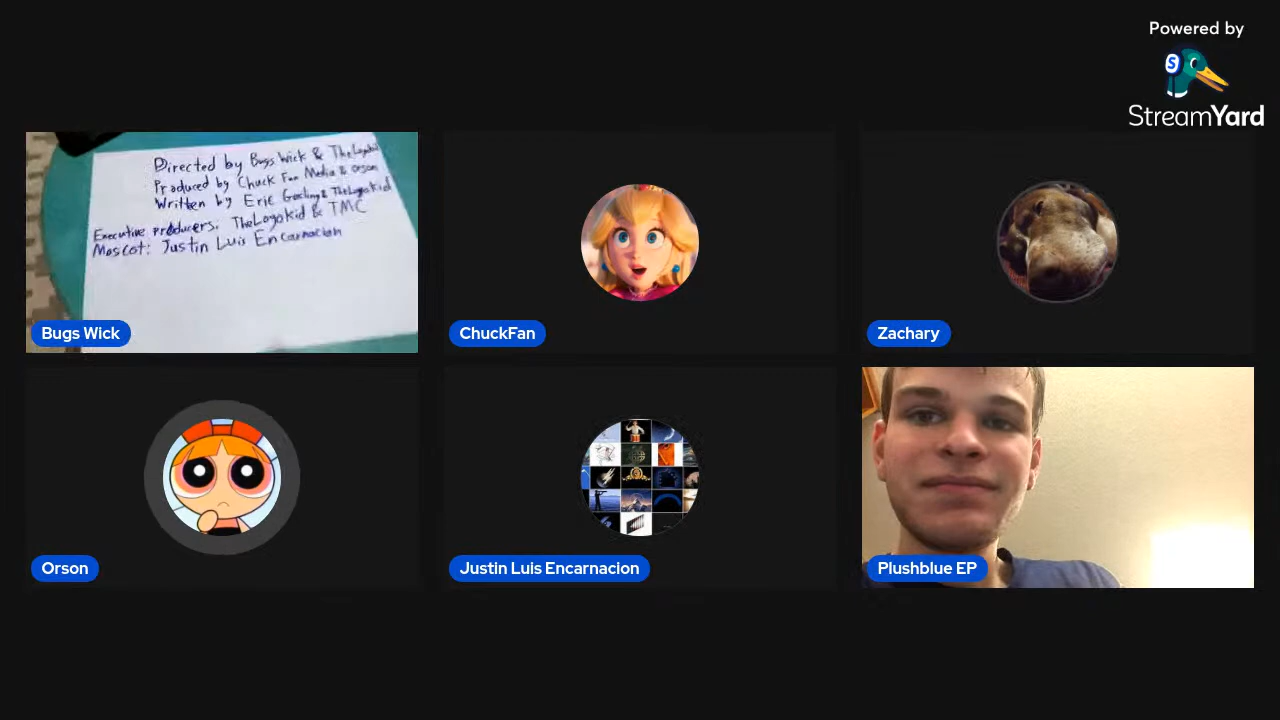 Powered by
StreamYard
Directed by Bugs Wick & TheLogokid
Produced by Chuck Fan Media & orson
Written by Eric Gosling & TheLogokid
Executive producers: TheLogokid & TMC
Mascot: Justin Luis Encarnacion
Bugs Wick
ChuckFan
Zachary
Orson
Justin Luis Encarnacion
Plushblue EP